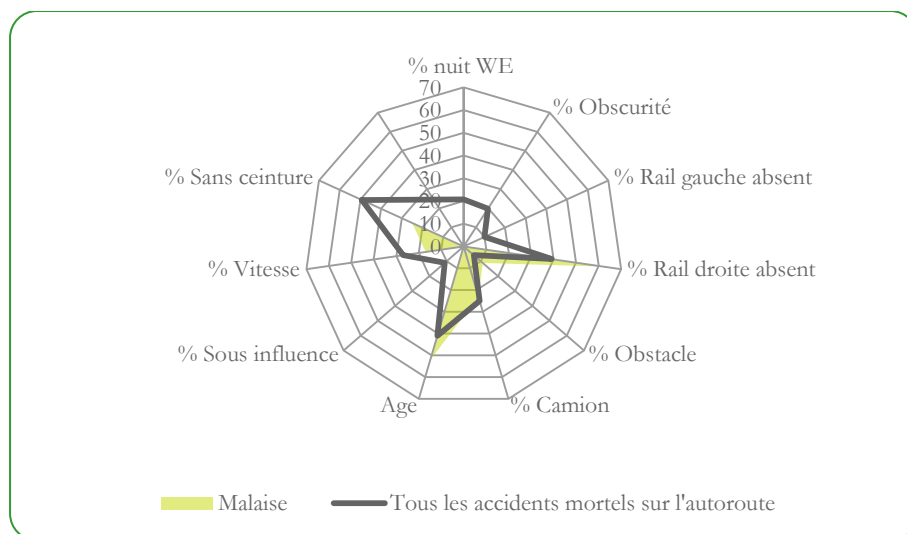 % nuit WE
70
60
50
40
30
20
10
0
% Obscurité
% Rail gauche absent
% Rail droite absent
% Obstacle
% Camion
Age
% Sous influence
% Vitesse
% Sans ceinture
Malaise
Tous les accidents mortels sur l'autoroute